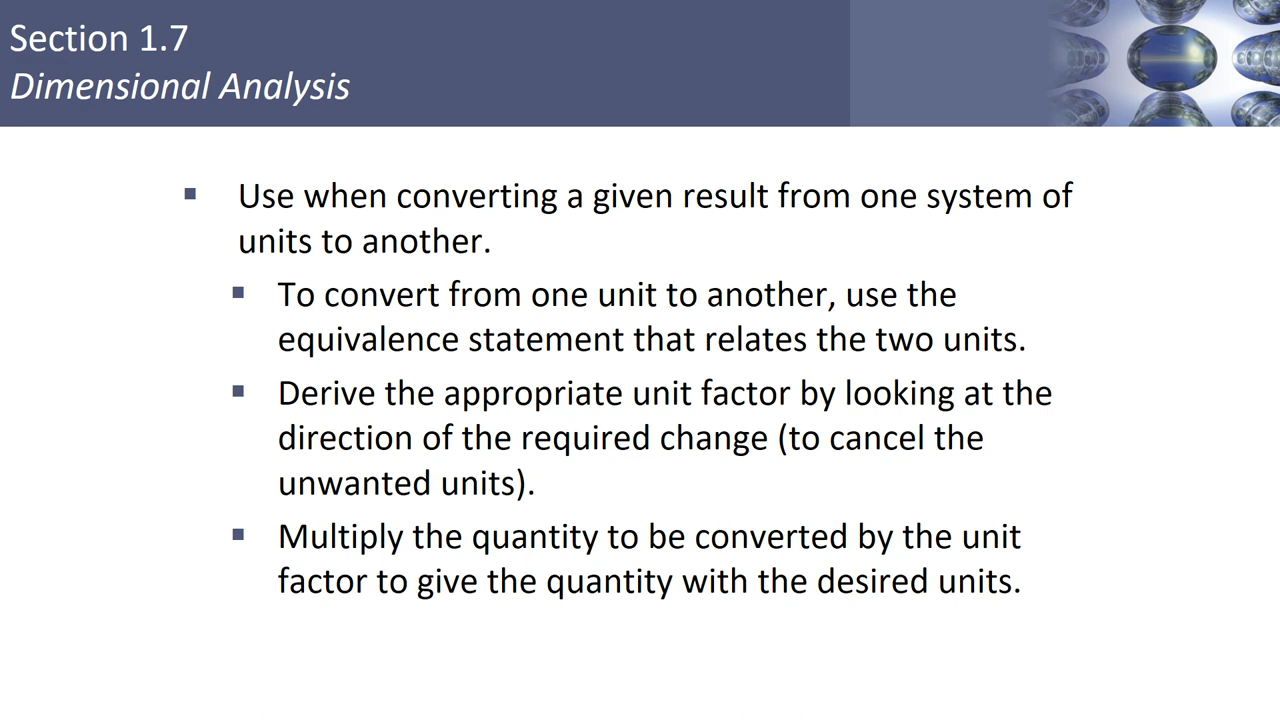 Section 1.7
Dimensional Analysis
▪ Use when converting a given result from one system of
units to another.
▪ To convert from one unit to another, use the
equivalence statement that relates the two units.
▪ Derive the appropriate unit factor by looking at the
direction of the required change (to cancel the
unwanted units).
▪ Multiply the quantity to be converted by the unit
factor to give the quantity with the desired units.